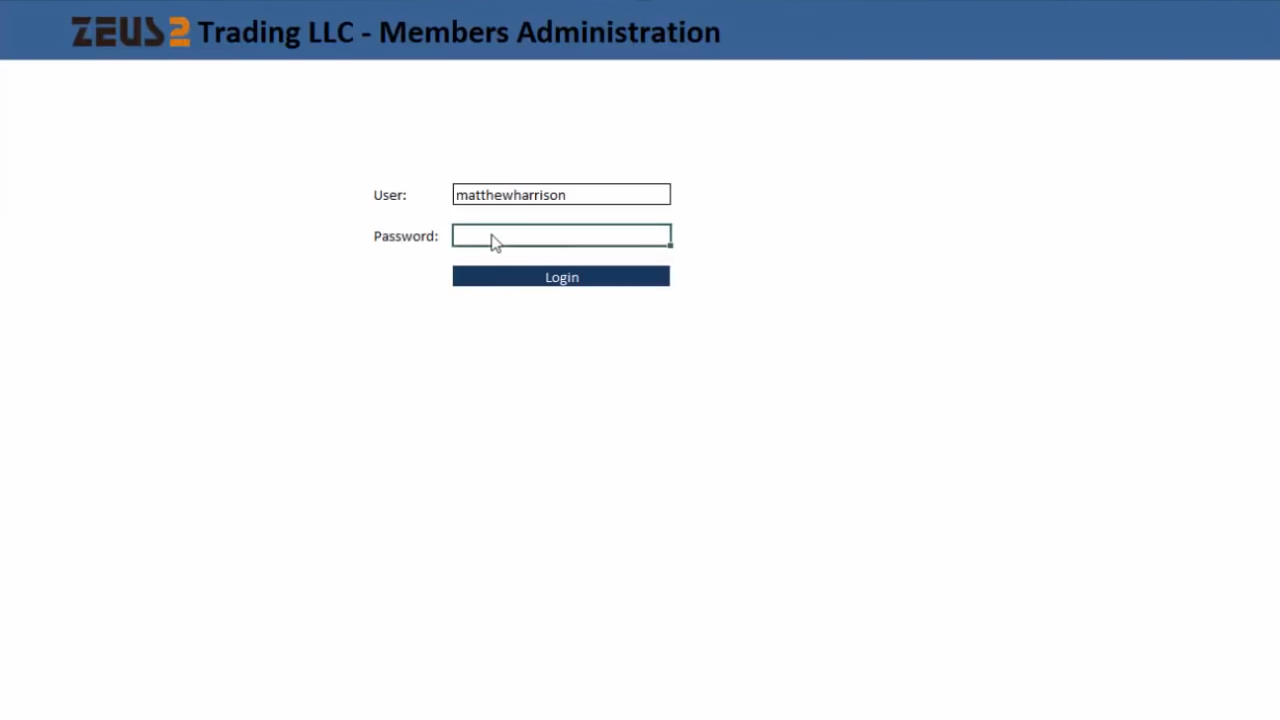 ZEUS2 Trading LLC - Members Administration
User: matthewharrison
Password:
Login